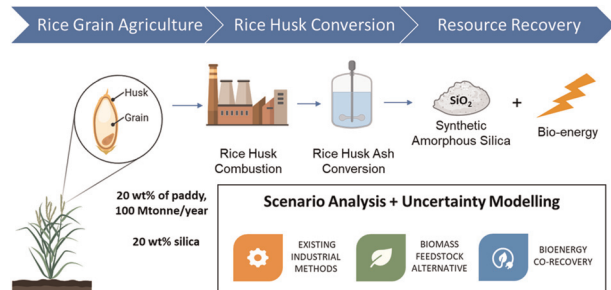 Rice Grain Agriculture
Rice Husk Conversion
Resource Recovery
Husk
Grain
Rice Husk
Combustion
Rice Husk Ash
Conversion
SiO₂
Synthetic
Amorphous Silica
+
Bio-energy
20 wt% of paddy,
100 Mtonne/year
20 wt% silica
Scenario Analysis + Uncertainty Modelling
EXISTING
INDUSTRIAL
METHODS
BIOMASS
FEEDSTOCK
ALTERNATIVE
BIOENERGY
CO-RECOVERY